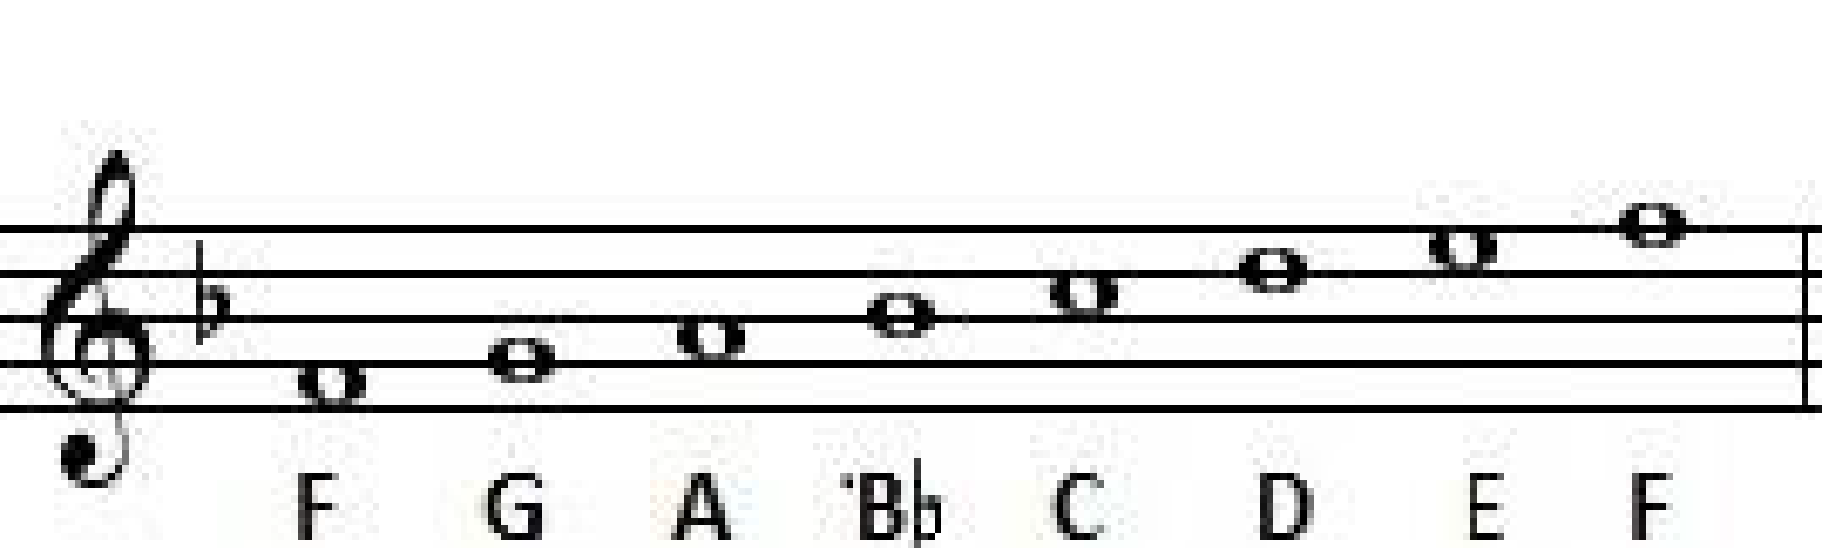 F G A B♭ C D E F